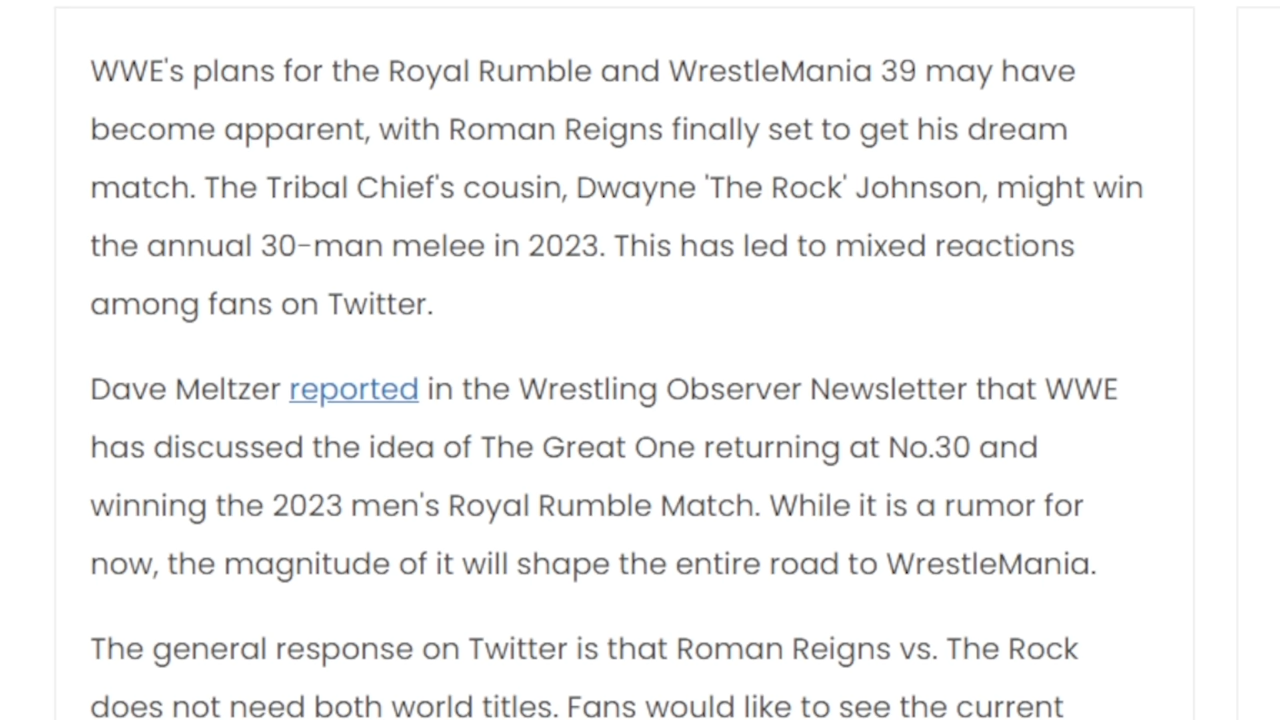 WWE's plans for the Royal Rumble and WrestleMania 39 may have
become apparent, with Roman Reigns finally set to get his dream
match. The Tribal Chief's cousin, Dwayne 'The Rock' Johnson, might win
the annual 30-man melee in 2023. This has led to mixed reactions
among fans on Twitter.
Dave Meltzer reported in the Wrestling Observer Newsletter that WWE
has discussed the idea of The Great One returning at No.30 and
winning the 2023 men's Royal Rumble Match. While it is a rumor for
now, the magnitude of it will shape the entire road to WrestleMania.
The general response on Twitter is that Roman Reigns vs. The Rock
does not need both world titles. Fans would like to see the current